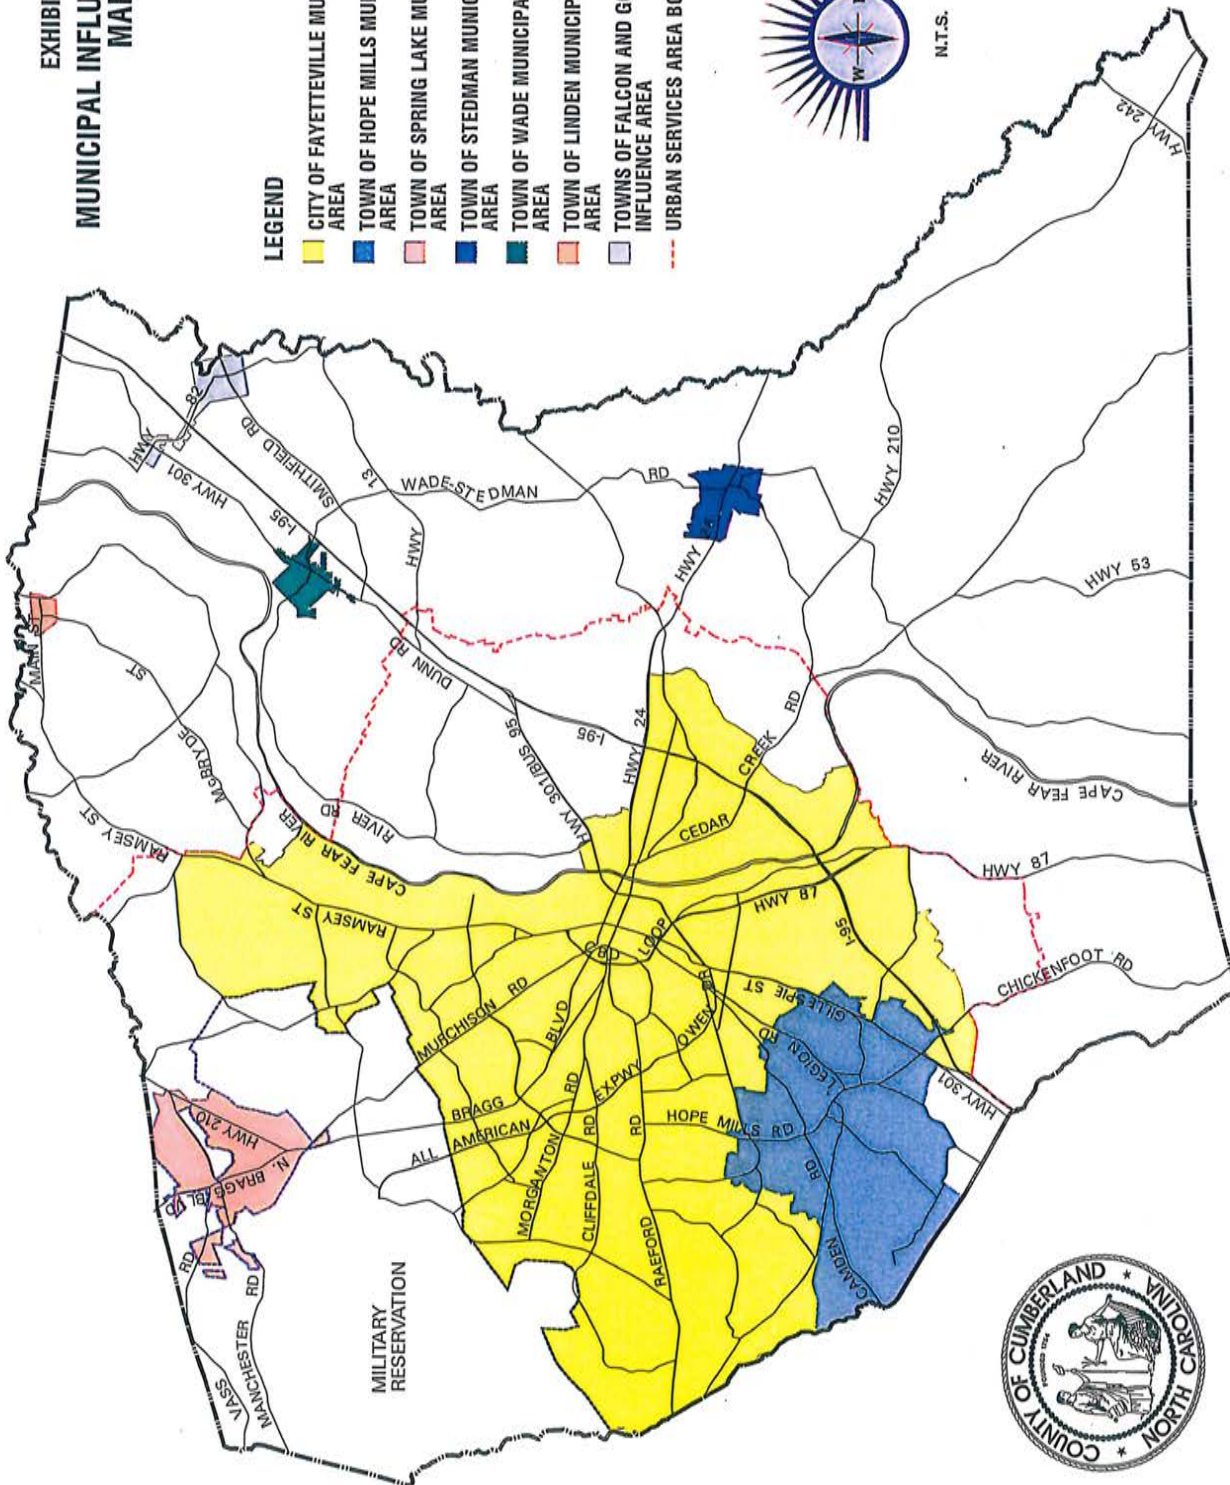 EXHIBI
MUNICIPAL INFLU
MA
LEGEND
CITY OF FAYETTEVILLE MU
AREA
TOWN OF HOPE MILLS MU
AREA
TOWN OF SPRING LAKE MU
AREA
TOWN OF STEDMAN MUNIC
AREA
TOWN OF WADE MUNICIPA
AREA
TOWN OF LINDEN MUNICIP
AREA
TOWNS OF FALCON AND GO
INFLUENCE AREA
URBAN SERVICES AREA BO
W
N.T.S.
HWY 242
HWY 82
HWY 301
SMITHFIELD RD
I-95
HWY 13
WADE-STEDMAN RD
HWY 210
HWY 24
HWY 53
MAIN ST
McBRYDE ST
DUNN RD
RAMSEY ST
CAPE FEAR RIVER
RIVER RD
HWY 301/BUS 95
I-95
HWY 24
CEDAR CREEK RD
CAPE FEAR RIVER
RAMSEY ST
HWY 87
HWY 87
I-95
CBD LOOP
MURCHISON RD
BLVD
OWEN DR
GILLESPIE ST
CHICKENFOOT RD
LEGION RD
HWY 301
BRAGG
ALL AMERICAN EXPWY
HOPE MILLS RD
MORGANTON RD
CLIFFDALE RD
RAEFORD RD
CAMDEN RD
HWY 210
N. BRAGG BLVD
VASS RD
MANCHESTER RD
MILITARY
RESERVATION
COUNTY OF CUMBERLAND
FOUNDED 1754
NORTH CAROLINA